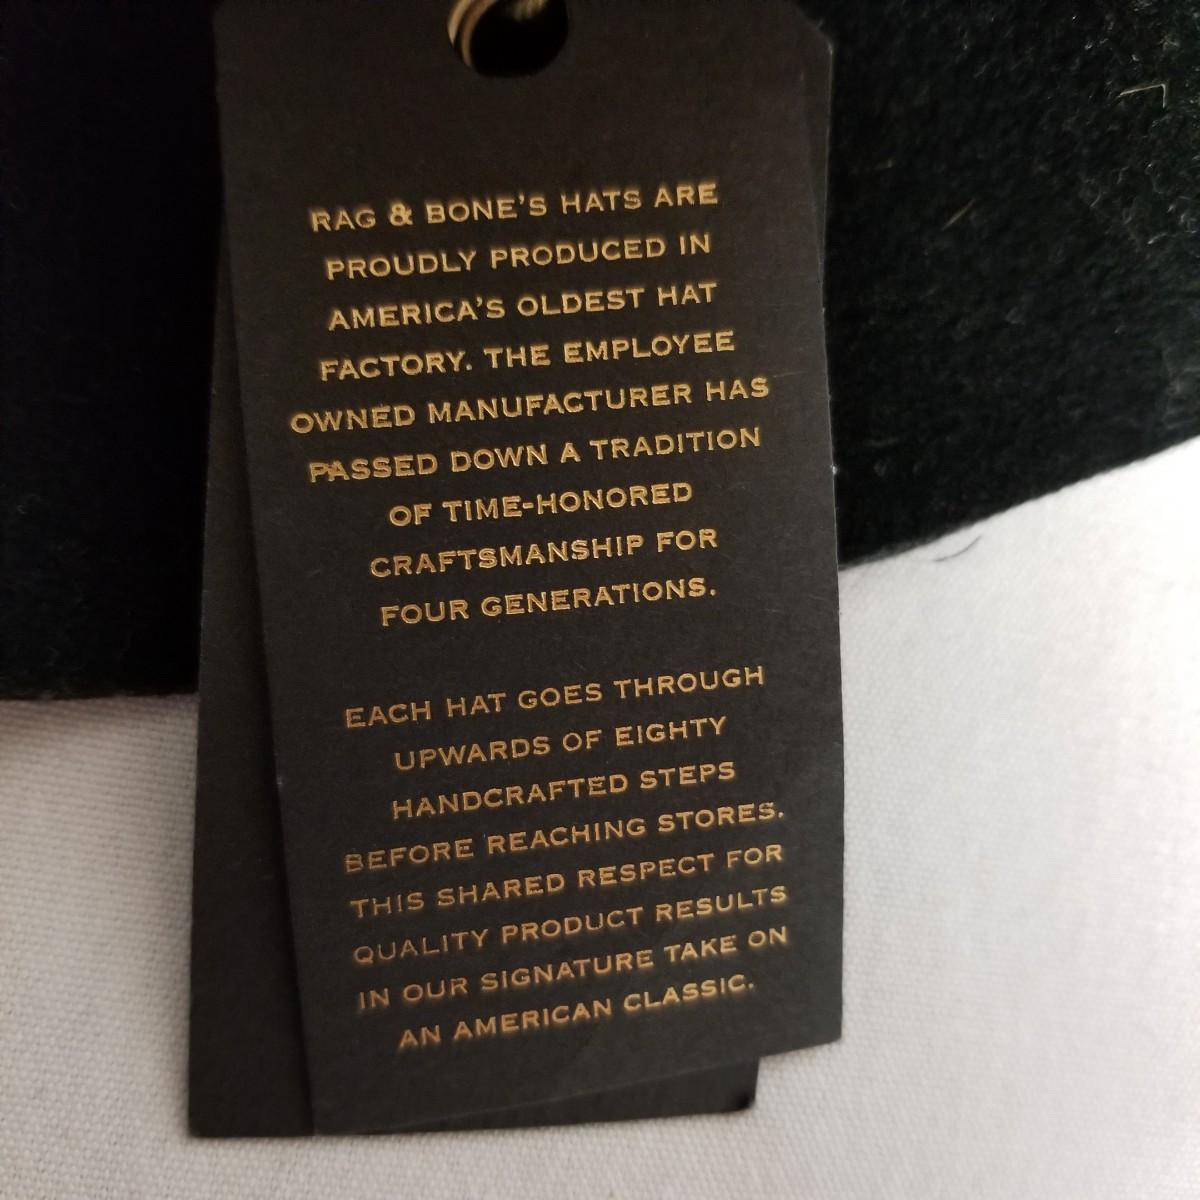 RAG & BONE'S HATS ARE
PROUDLY PRODUCED IN
AMERICA'S OLDEST HAT
FACTORY. THE EMPLOYEE
OWNED MANUFACTURER HAS
PASSED DOWN A TRADITION
OF TIME-HONORED
CRAFTSMANSHIP FOR
FOUR GENERATIONS.
EACH HAT GOES THROUGH
UPWARDS OF EIGHTY
HANDCRAFTED STEPS
BEFORE REACHING STORES.
THIS SHARED RESPECT FOR
QUALITY PRODUCT RESULTS
IN OUR SIGNATURE TAKE ON
AN AMERICAN CLASSIC.